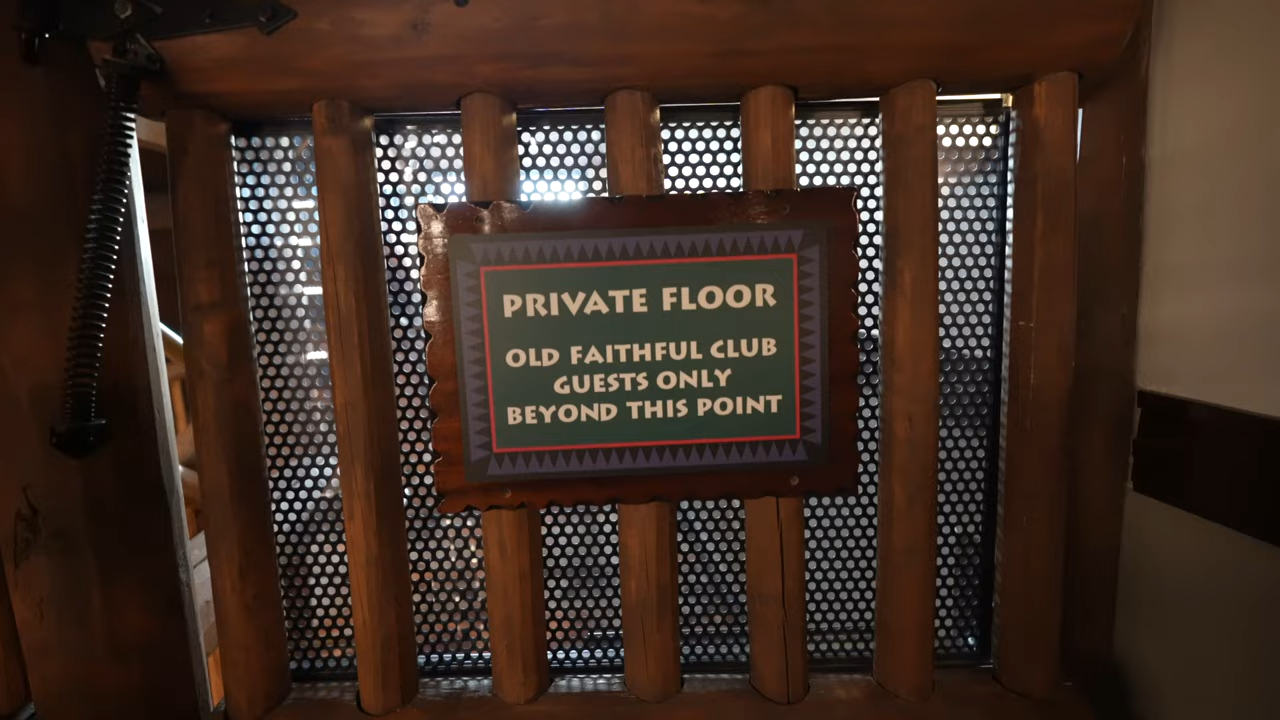 PRIVATE FLOOR
OLD FAITHFUL CLUB
GUESTS ONLY
BEYOND THIS POINT